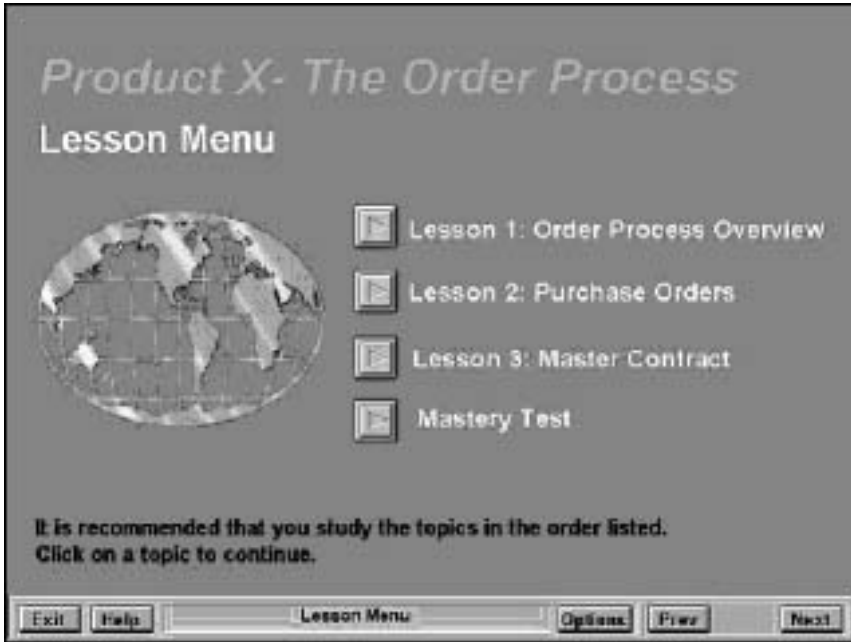 Product X- The Order Process
Lesson Menu
Lesson 1: Order Process Overview
Lesson 2: Purchase Orders
Lesson 3: Master Contract
Mastery Test
It is recommended that you study the topics in the order listed.
Click on a topic to continue.
Exit Help Lesson Menu Options Prev Next